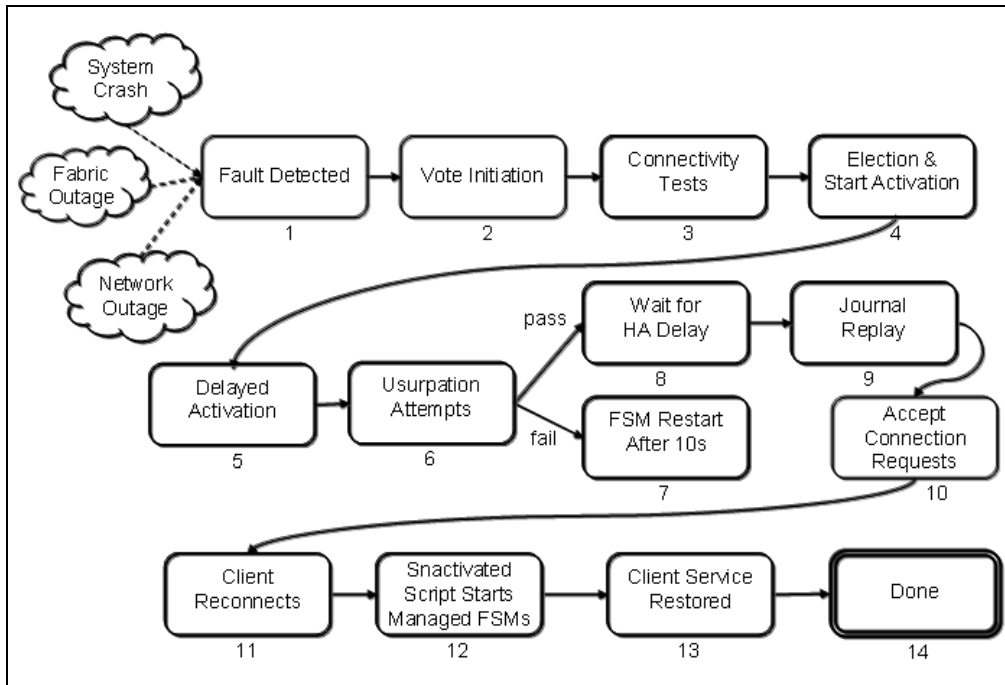 System
Crash
Fabric
Outage
Network
Outage
Fault Detected
1
Vote Initiation
2
Connectivity
Tests
3
Election &
Start Activation
4
Delayed
Activation
5
Usurpation
Attempts
6
pass
fail
Wait for
HA Delay
8
FSM Restart
After 10s
7
Journal
Replay
9
Accept
Connection
Requests
10
Client
Reconnects
11
Snactivated
Script Starts
Managed FSMs
12
Client Service
Restored
13
Done
14